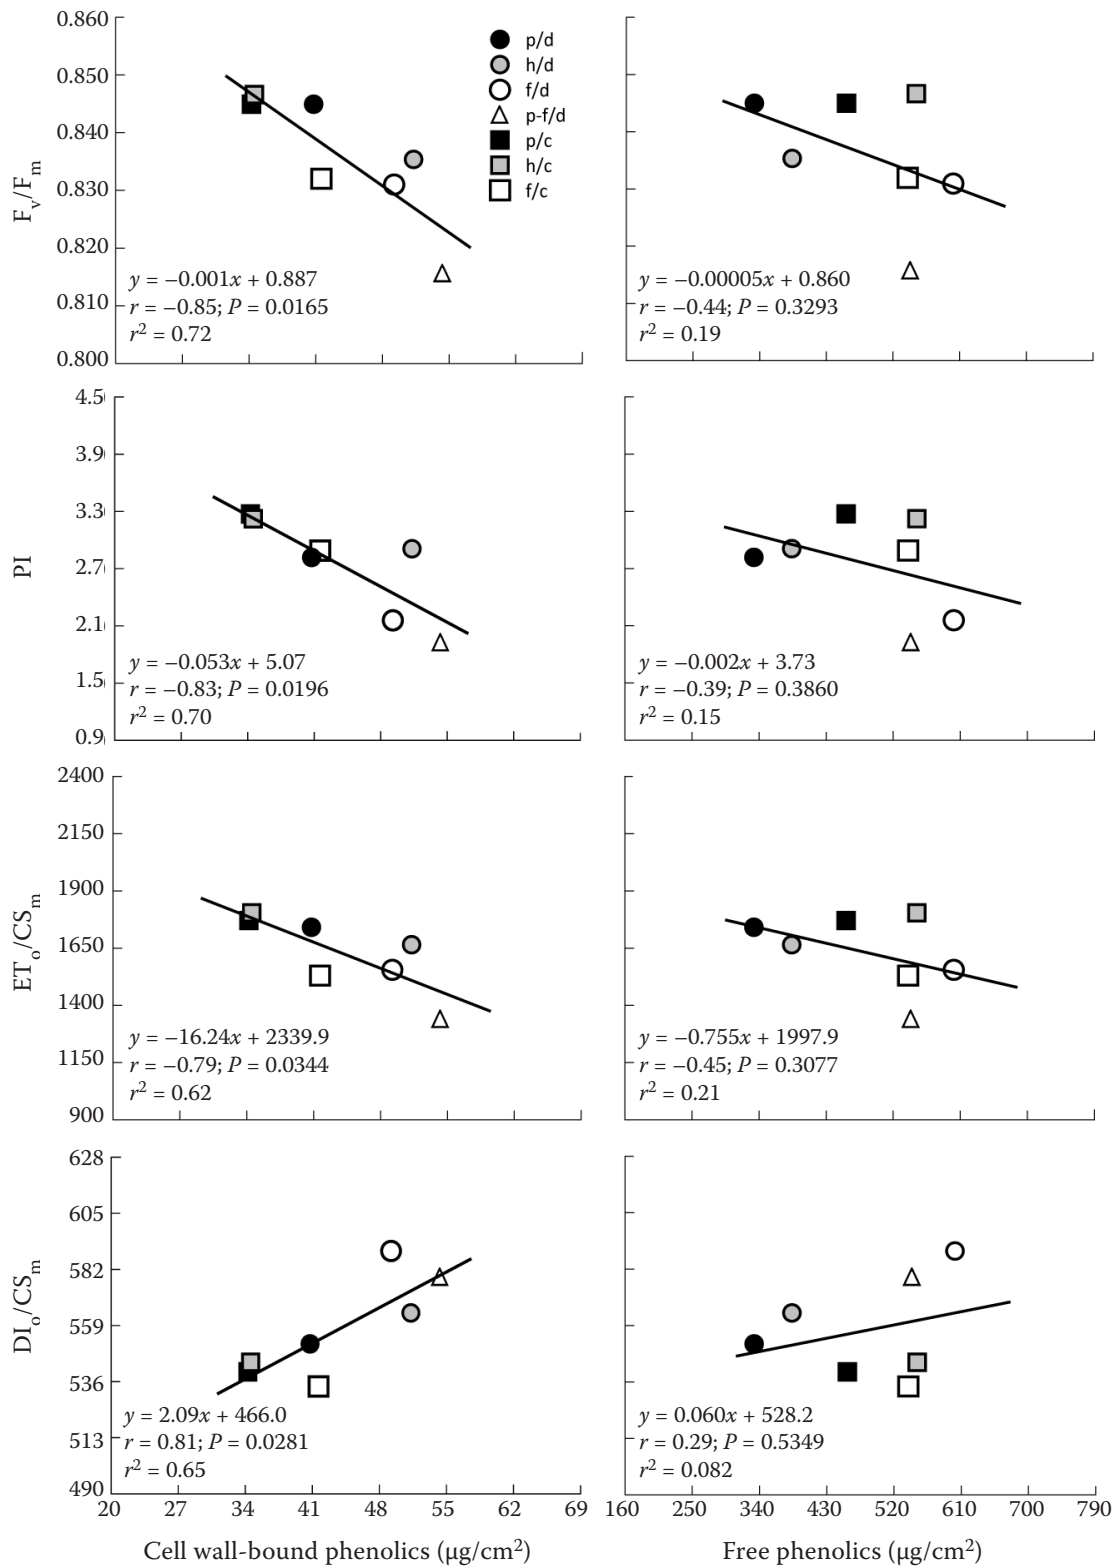 0.860
0.850
0.840
0.830
0.820
0.810
0.800
Fv/Fm
p/d
h/d
f/d
p-f/d
p/c
h/c
f/c
y = −0.001x + 0.887
r = −0.85; P = 0.0165
r² = 0.72
y = −0.00005x + 0.860
r = −0.44; P = 0.3293
r² = 0.19
4.5
3.9
3.3
2.7
2.1
1.5
0.9
PI
y = −0.053x + 5.07
r = −0.83; P = 0.0196
r² = 0.70
y = −0.002x + 3.73
r = −0.39; P = 0.3860
r² = 0.15
2400
2150
1900
1650
1400
1150
900
ETo/CSm
y = −16.24x + 2339.9
r = −0.79; P = 0.0344
r² = 0.62
y = −0.755x + 1997.9
r = −0.45; P = 0.3077
r² = 0.21
628
605
582
559
536
513
490
DIo/CSm
y = 2.09x + 466.0
r = 0.81; P = 0.0281
r² = 0.65
y = 0.060x + 528.2
r = 0.29; P = 0.5349
r² = 0.082
20 27 34 41 48 55 62 69
160 250 340 430 520 610 700 790
Cell wall-bound phenolics (µg/cm²)
Free phenolics (µg/cm²)